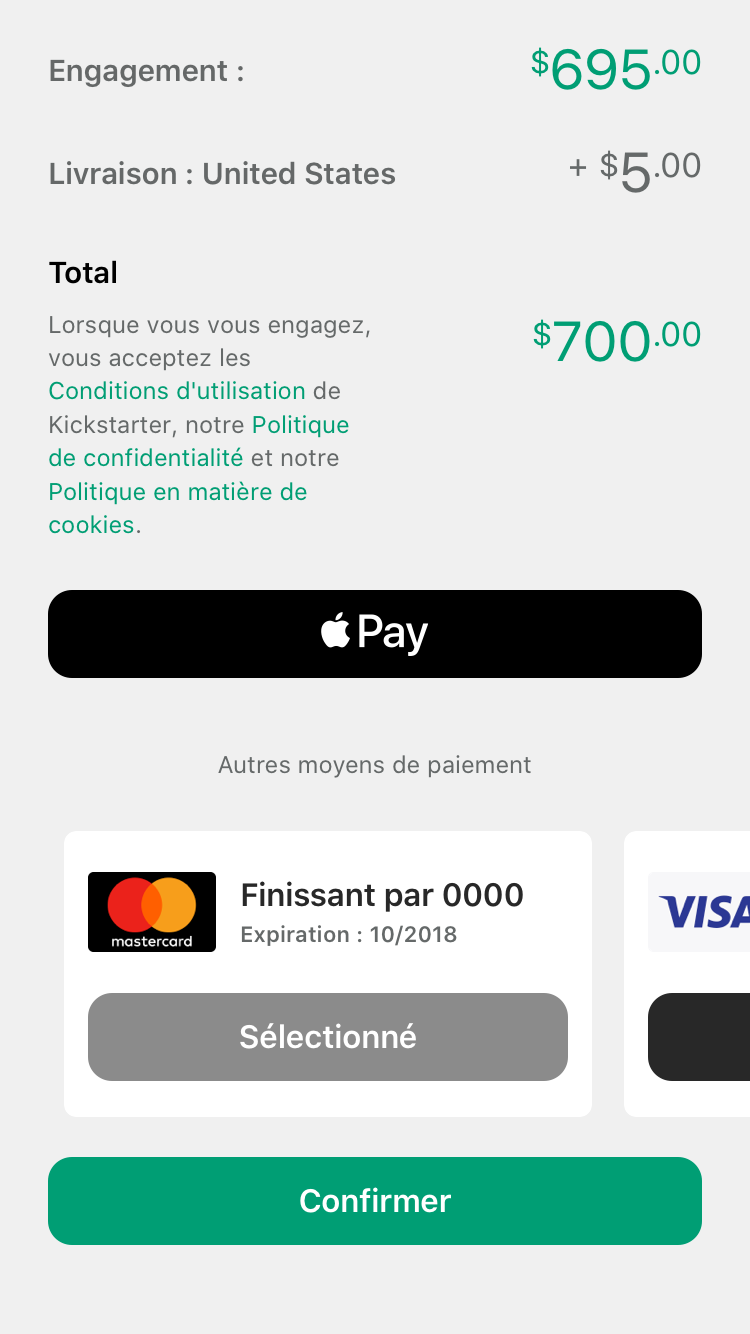 Engagement :
$695.00
Livraison : United States
+ $5.00
Total
Lorsque vous vous engagez,
vous acceptez les
Conditions d'utilisation de
Kickstarter, notre Politique
de confidentialité et notre
Politique en matière de
cookies.
$700.00
Pay
Autres moyens de paiement
mastercard
Finissant par 0000
Expiration : 10/2018
VISA
Sélectionné
Confirmer